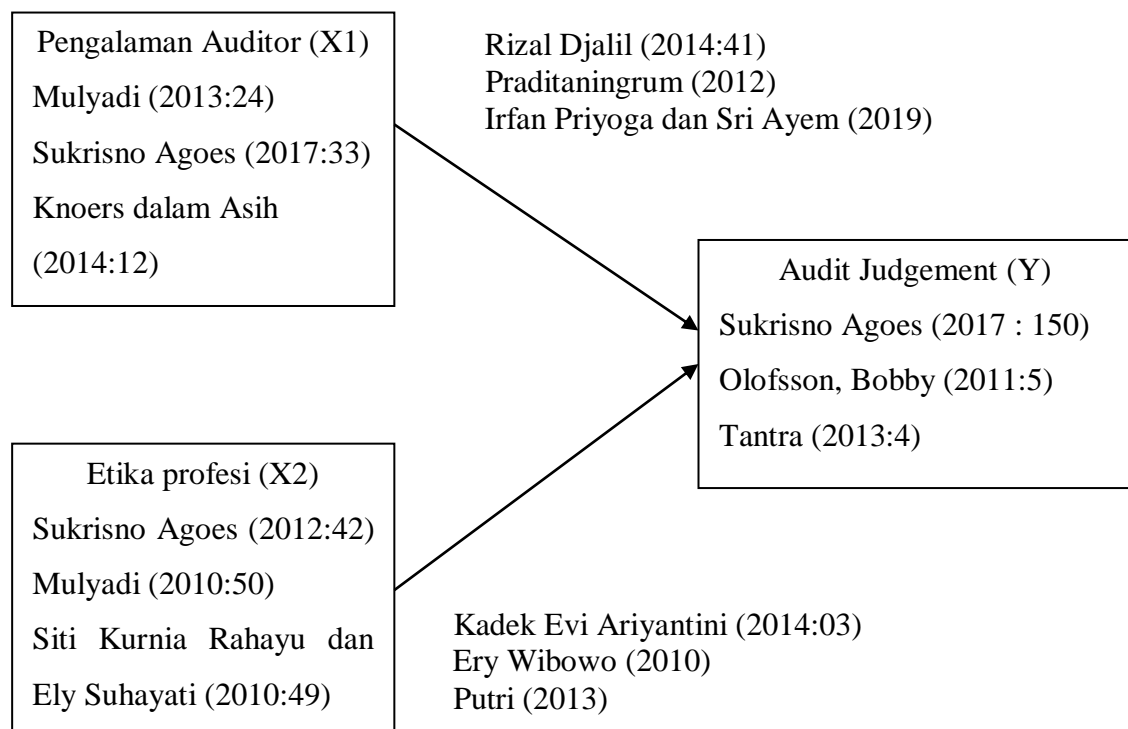 Pengalaman Auditor (X1)
Mulyadi (2013:24)
Sukrisno Agoes (2017:33)
Knoers dalam Asih
(2014:12)
Rizal Djalil (2014:41)
Praditaningrum (2012)
Irfan Priyoga dan Sri Ayem (2019)
Audit Judgement (Y)
Sukrisno Agoes (2017 : 150)
Olofsson, Bobby (2011:5)
Tantra (2013:4)
Etika profesi (X2)
Sukrisno Agoes (2012:42)
Mulyadi (2010:50)
Siti Kurnia Rahayu dan
Ely Suhayati (2010:49)
Kadek Evi Ariyantini (2014:03)
Ery Wibowo (2010)
Putri (2013)